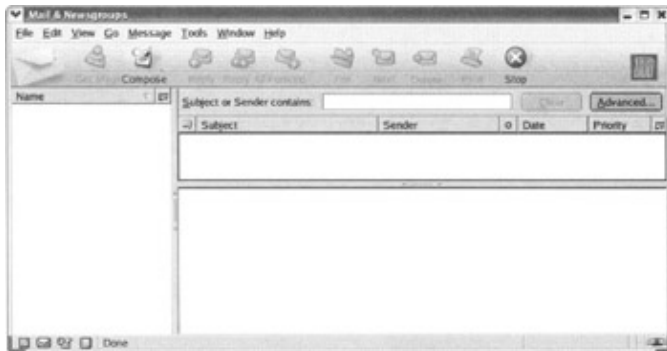 Mail & Newsgroups
File Edit View Go Message Tools Window Help
Compose Stop
Name
Subject or Sender contains: Clear Advanced...
Subject Sender Date Priority
Done